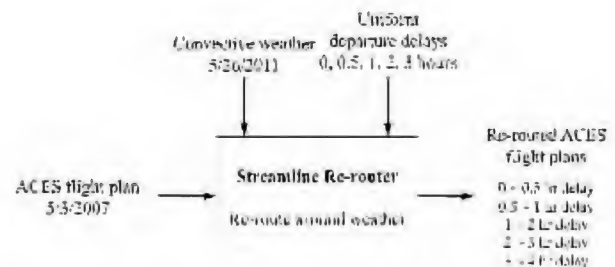 Uniform
departure delays
0, 0.5, 1, 2, 3 hours
Convective weather
5/26/2011
ACES flight plan
5/3/2007
Streamline Re-router
Re-route around weather
Re-routed ACES
flight plans
0 - 0.5 hr delay
0.5 - 1 hr delay
1 - 2 hr delay
2 - 3 hr delay
hr delay